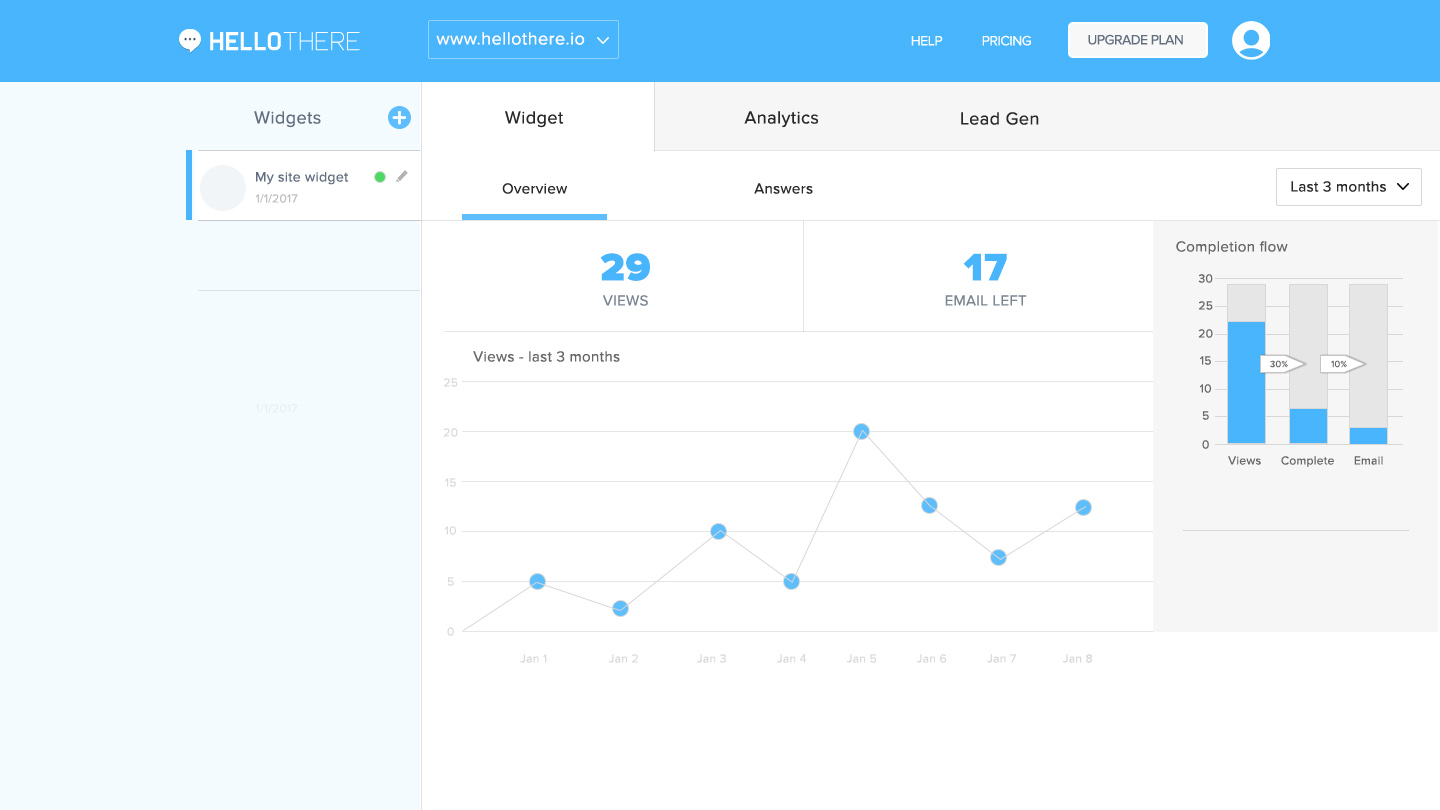 HELLOTHERE
www.hellothere.io
HELP
PRICING
UPGRADE PLAN
Widgets
My site widget
1/1/2017
1/1/2017
Widget
Analytics
Lead Gen
Overview
Answers
Last 3 months
29
VIEWS
17
EMAIL LEFT
Views - last 3 months
25
20
15
10
5
0
Jan 1
Jan 2
Jan 3
Jan 4
Jan 5
Jan 6
Jan 7
Jan 8
Completion flow
30
25
20
15
10
5
0
30%
10%
Views
Complete
Email